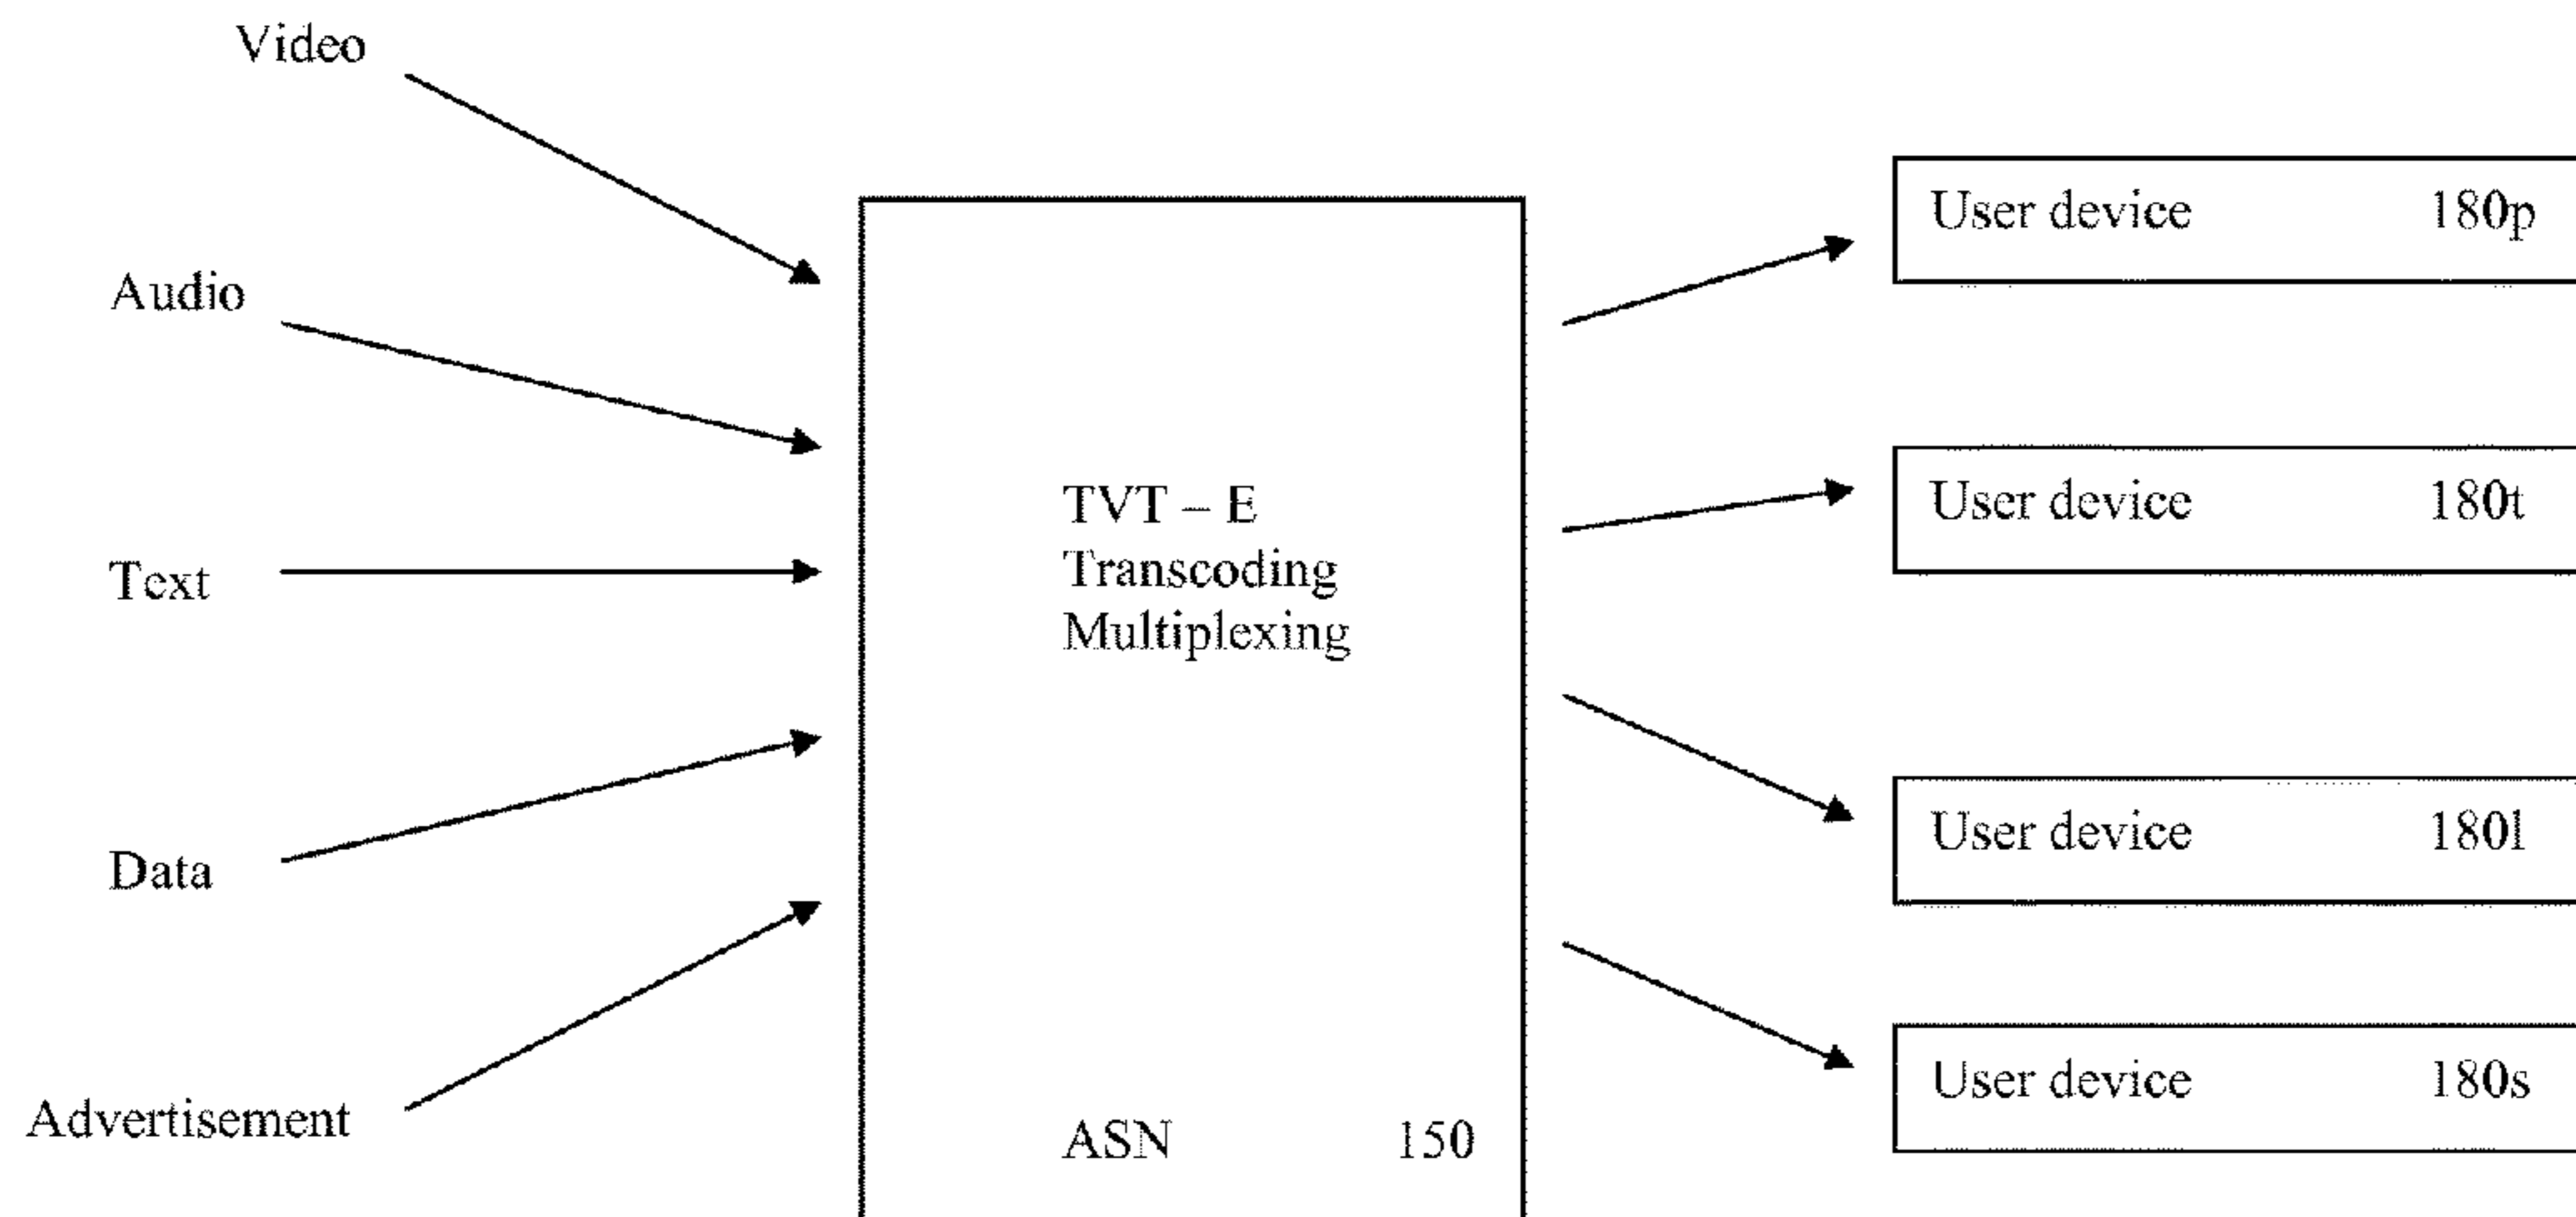 Video
Audio
Text
Data
Advertisement
TVT – E
Transcoding
Multiplexing
ASN 150
User device 180p
User device 180t
User device 180l
User device 180s